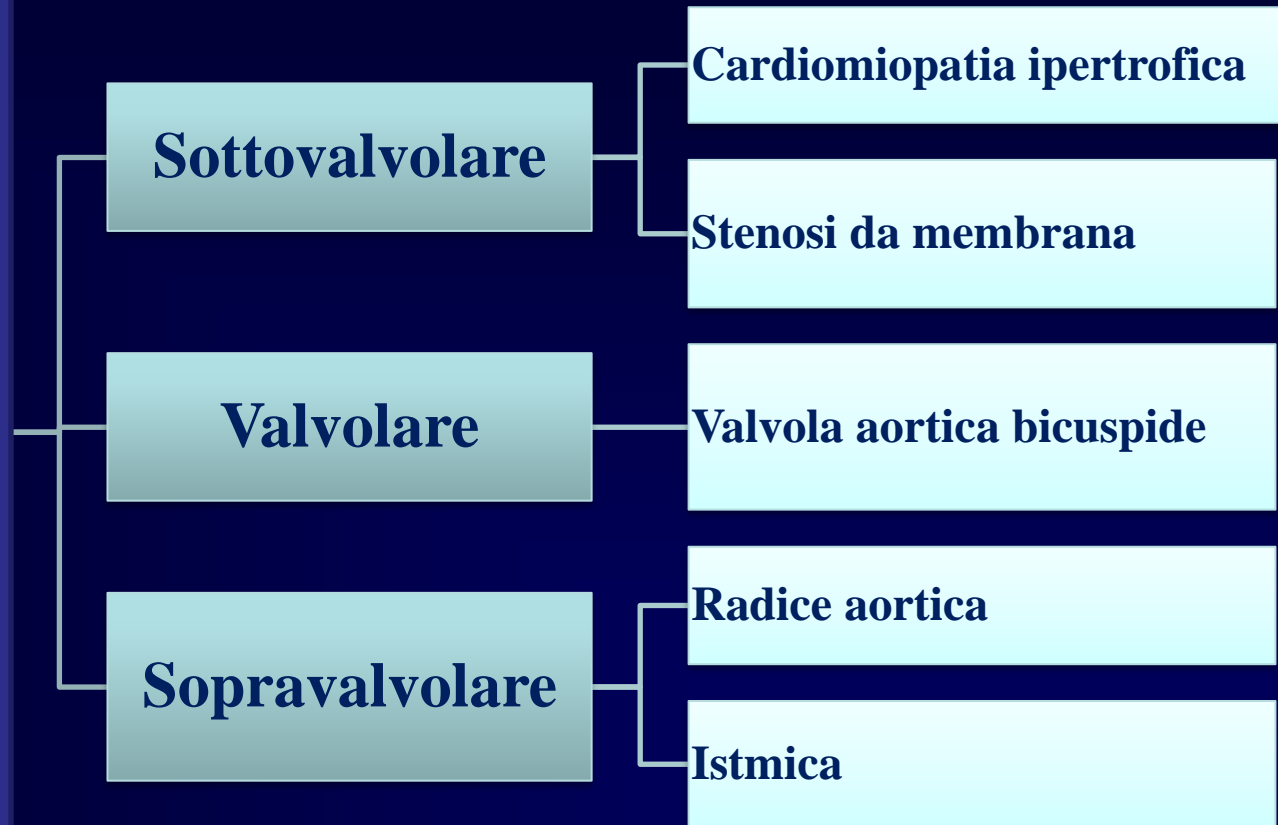 Sottovalvolare
Cardiomiopatia ipertrofica
Stenosi da membrana
Valvolare
Valvola aortica bicuspide
Sopravalvolare
Radice aortica
Istmica